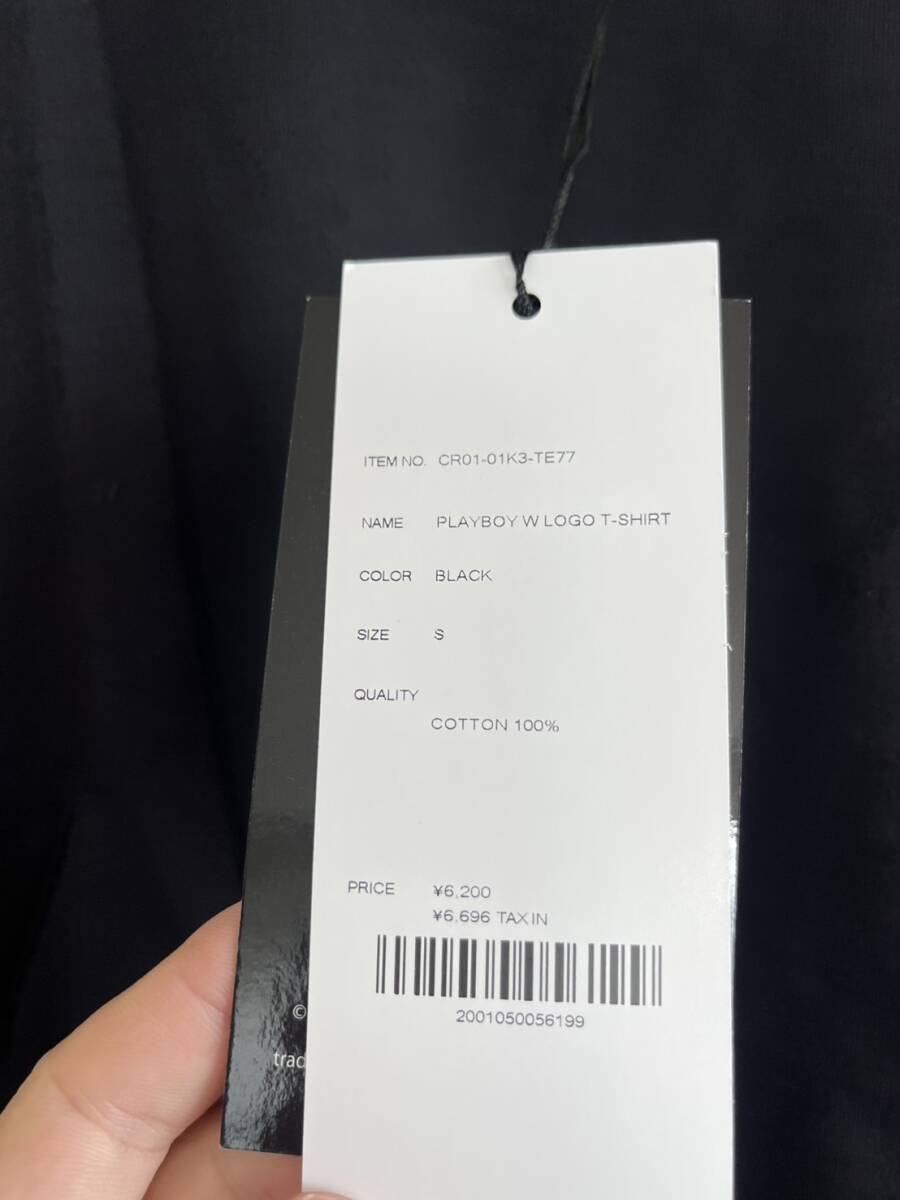 ITEM NO. CR01-01K3-TE77
NAME PLAYBOY W LOGO T-SHIRT
COLOR BLACK
SIZE S
QUALITY
COTTON 100%
PRICE ¥6,200
¥6,696 TAX IN
2001050056199
©
trad